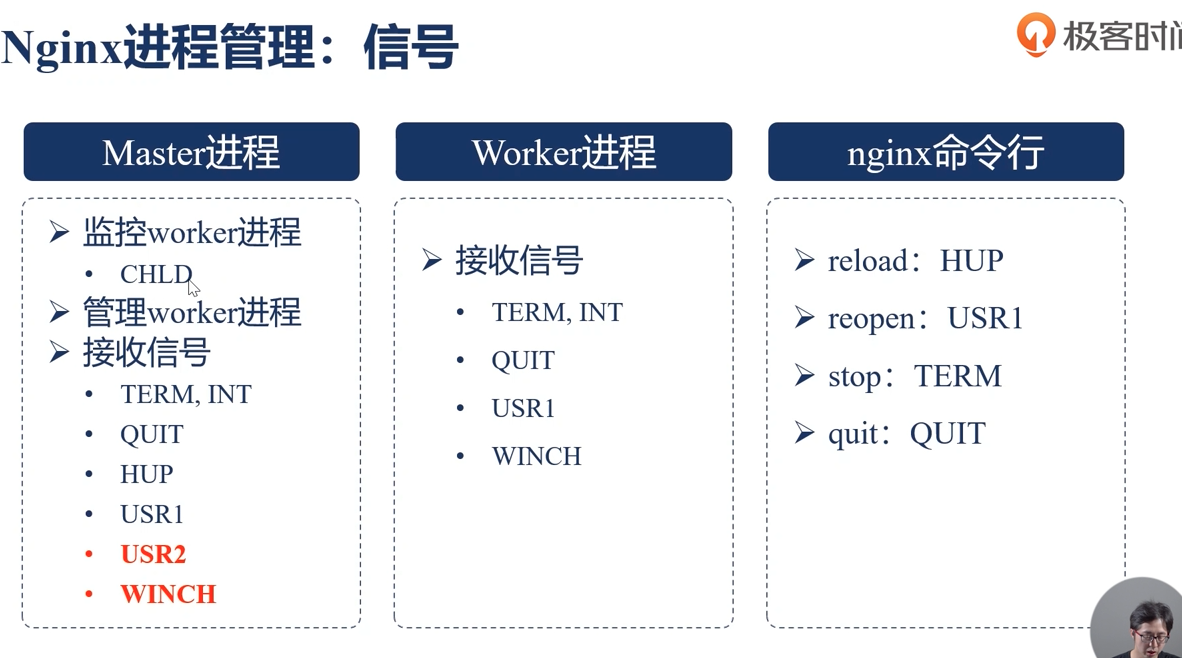 Nginx进程管理：信号
极客时间
Master进程
监控worker进程
CHLD
管理worker进程
接收信号
TERM, INT
QUIT
HUP
USR1
USR2
WINCH
Worker进程
接收信号
TERM, INT
QUIT
USR1
WINCH
nginx命令行
reload：HUP
reopen：USR1
stop：TERM
quit：QUIT